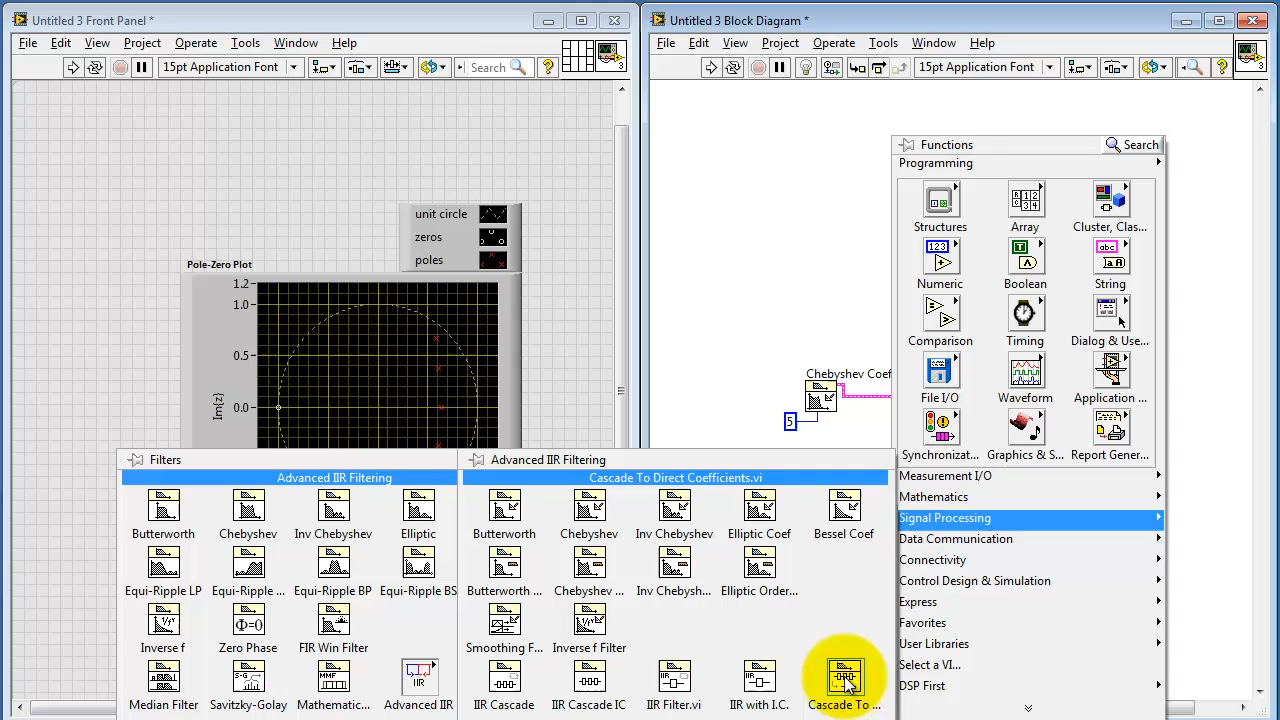 Untitled 3 Front Panel *
File Edit View Project Operate Tools Window Help
15pt Application Font
Search
?
3
unit circle
zeros
poles
Pole-Zero Plot
1.2
1.0
0.5
0.0
Im{z}
Untitled 3 Block Diagram *
File Edit View Project Operate Tools Window Help
15pt Application Font
?
3
Chebyshev Coef
5
Functions
Search
Programming
Structures Array Cluster, Clas...
Numeric Boolean String
Comparison Timing Dialog & Use...
File I/O Waveform Application ...
Synchronizat... Graphics & S... Report Gener...
Measurement I/O
Mathematics
Signal Processing
Data Communication
Connectivity
Control Design & Simulation
Express
Favorites
User Libraries
Select a VI...
DSP First
Filters
Advanced IIR Filtering
Butterworth Chebyshev Inv Chebyshev Elliptic
Equi-Ripple LP Equi-Ripple ... Equi-Ripple BP Equi-Ripple BS
Inverse f Zero Phase FIR Win Filter
Median Filter Savitzky-Golay Mathematic... Advanced IIR
Advanced IIR Filtering
Cascade To Direct Coefficients.vi
Butterworth Chebyshev Inv Chebyshev Elliptic Coef Bessel Coef
Butterworth ... Chebyshev ... Inv Chebysh... Elliptic Order...
Smoothing F... Inverse f Filter
IIR Cascade IIR Cascade IC IIR Filter.vi IIR with I.C. Cascade To ...